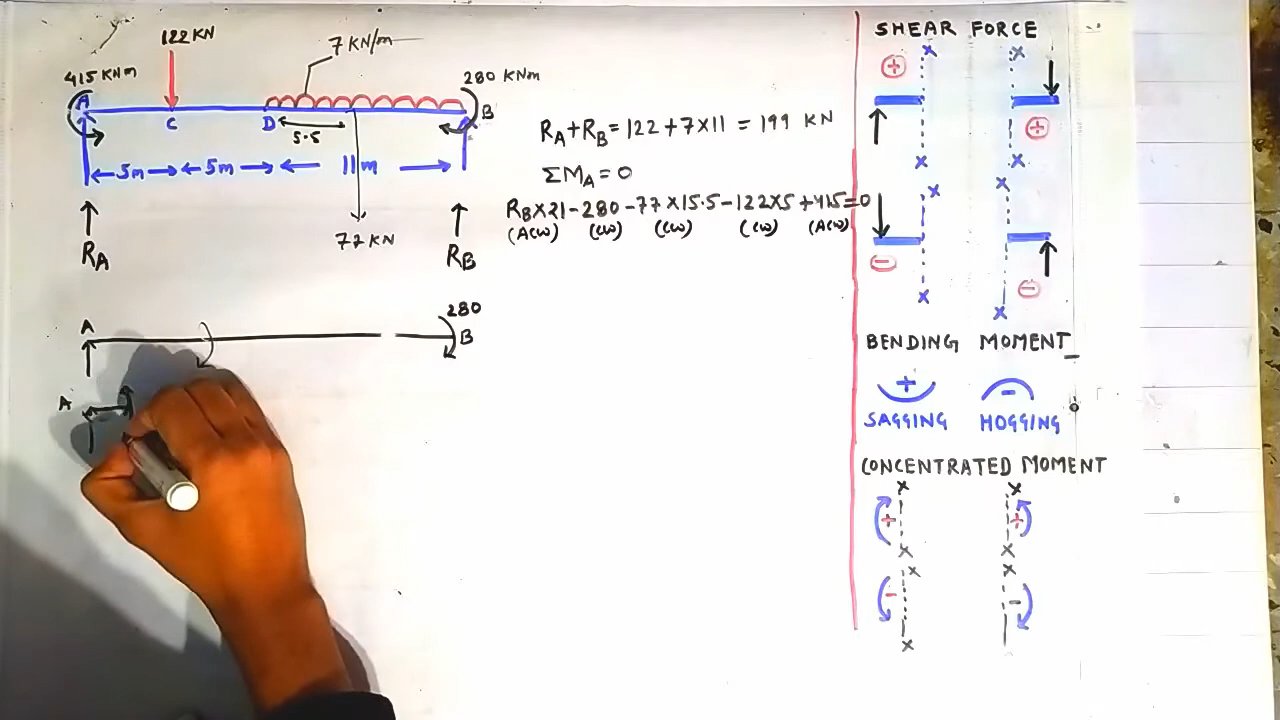 122 KN
7 KN/m
415 KNm
280 KNm
A
C
D
B
5.5
5m
5m
11m
77 KN
RA
RB
RA + RB = 122 + 7 × 11 = 199 KN
ΣMA = 0
RB × 21 - 280 - 77 × 15.5 - 122 × 5 + 415 = 0
(ACW) (CW) (CW) (CW) (ACW)
280
A
B
A
SHEAR FORCE
+
+
-
-
BENDING MOMENT
+ -
SAGGING HOGGING
CONCENTRATED MOMENT
+ +
- -